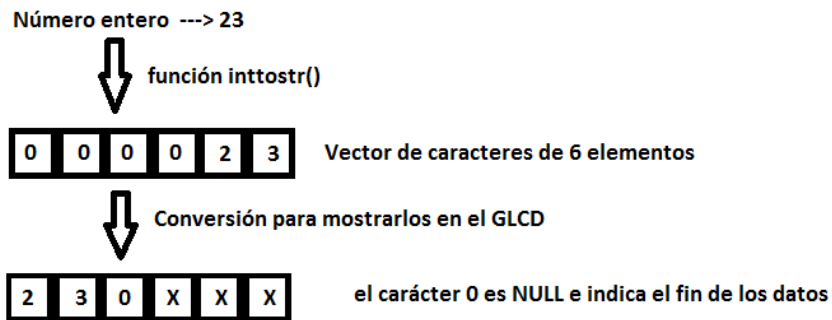 Número entero ---> 23
función inttostr()
0 0 0 0 2 3 Vector de caracteres de 6 elementos
Conversión para mostrarlos en el GLCD
2 3 0 X X X el carácter 0 es NULL e indica el fin de los datos